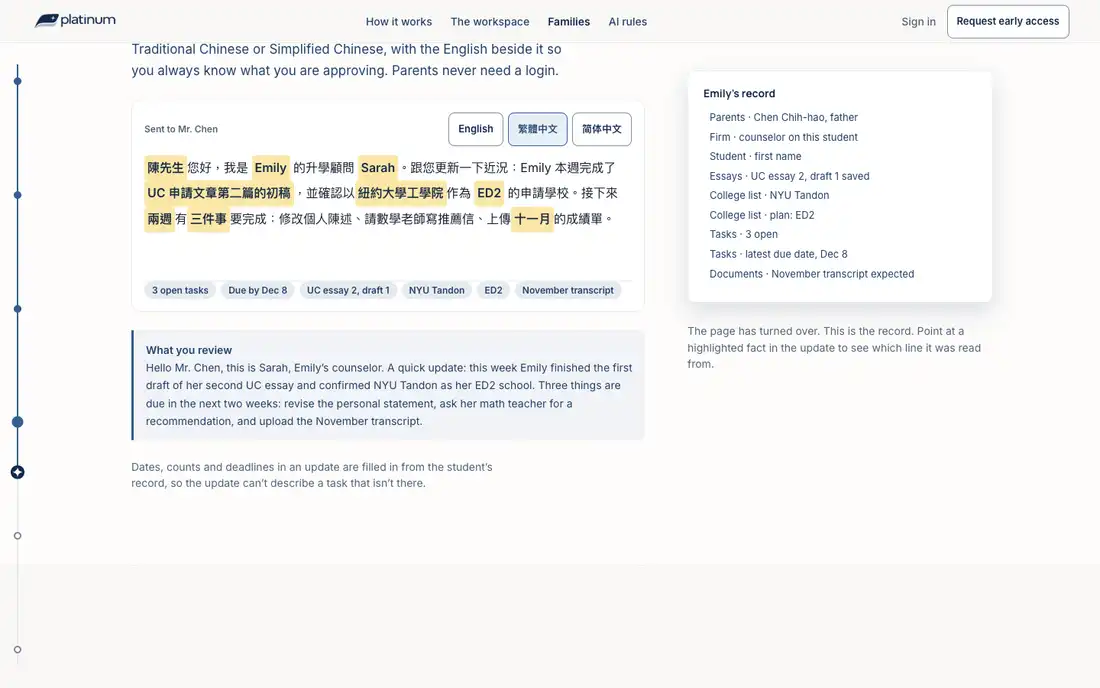 platinum
How it works
The workspace
Families
AI rules
Sign in
Request early access
Traditional Chinese or Simplified Chinese, with the English beside it so
you always know what you are approving. Parents never need a login.
Sent to Mr. Chen
English
繁體中文
简体中文
陳先生您好，我是 Emily 的升學顧問 Sarah。跟您更新一下近況：Emily 本週完成了
UC 申請文章第二篇的初稿，並確認以紐約大學工學院作為 ED2 的申請學校。接下來
兩週有三件事要完成：修改個人陳述、請數學老師寫推薦信、上傳十一月的成績單。
3 open tasks
Due by Dec 8
UC essay 2, draft 1
NYU Tandon
ED2
November transcript
What you review
Hello Mr. Chen, this is Sarah, Emily's counselor. A quick update: this week Emily finished the first
draft of her second UC essay and confirmed NYU Tandon as her ED2 school. Three things are
due in the next two weeks: revise the personal statement, ask her math teacher for a
recommendation, and upload the November transcript.
Dates, counts and deadlines in an update are filled in from the student's
record, so the update can't describe a task that isn't there.
Emily's record
Parents · Chen Chih-hao, father
Firm · counselor on this student
Student · first name
Essays · UC essay 2, draft 1 saved
College list · NYU Tandon
College list · plan: ED2
Tasks · 3 open
Tasks · latest due date, Dec 8
Documents · November transcript expected
The page has turned over. This is the record. Point at a
highlighted fact in the update to see which line it was read
from.